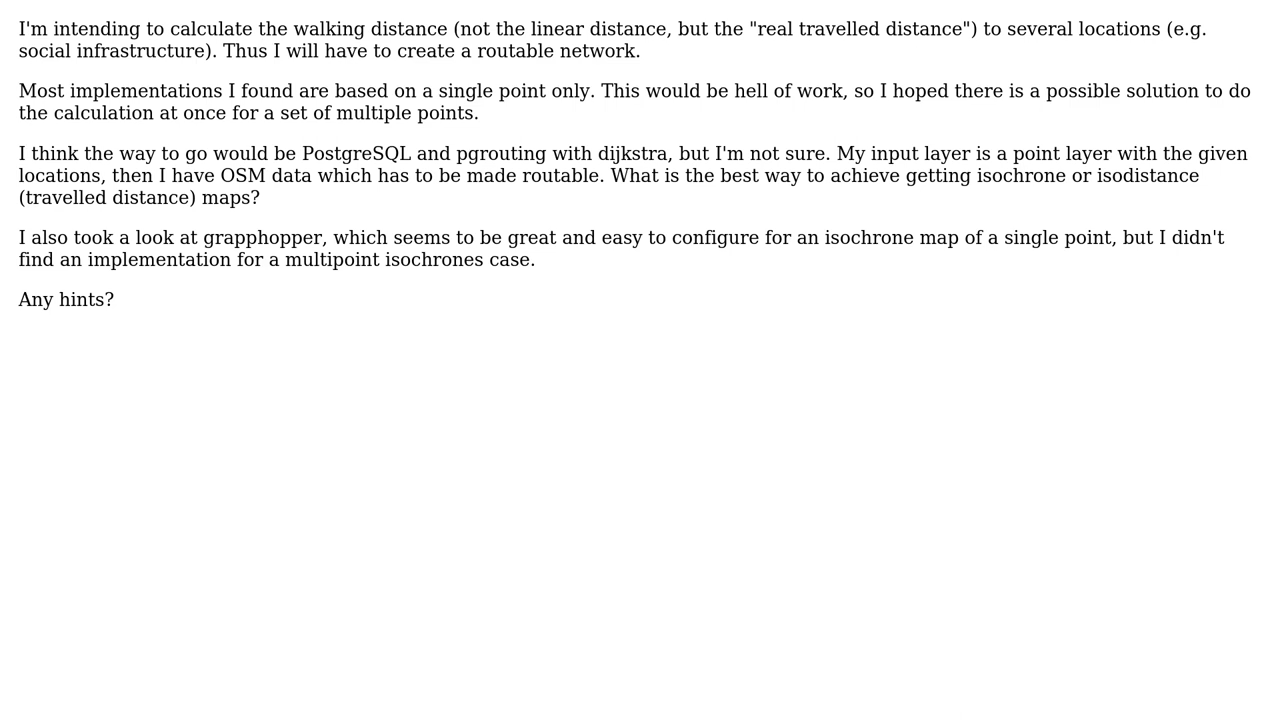 I'm intending to calculate the walking distance (not the linear distance, but the "real travelled distance") to several locations (e.g.
social infrastructure). Thus I will have to create a routable network.
Most implementations I found are based on a single point only. This would be hell of work, so I hoped there is a possible solution to do
the calculation at once for a set of multiple points.
I think the way to go would be PostgreSQL and pgrouting with dijkstra, but I'm not sure. My input layer is a point layer with the given
locations, then I have OSM data which has to be made routable. What is the best way to achieve getting isochrone or isodistance
(travelled distance) maps?
I also took a look at grapphopper, which seems to be great and easy to configure for an isochrone map of a single point, but I didn't
find an implementation for a multipoint isochrones case.
Any hints?